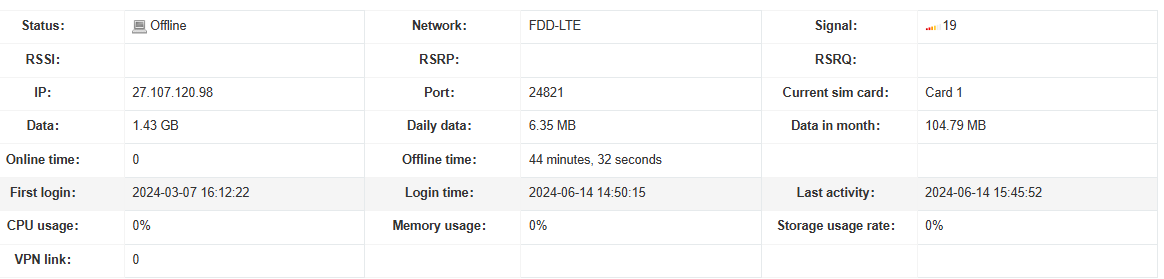 Status: Offline Network: FDD-LTE Signal: 19
RSSI: RSRP: RSRQ:
IP: 27.107.120.98 Port: 24821 Current sim card: Card 1
Data: 1.43 GB Daily data: 6.35 MB Data in month: 104.79 MB
Online time: 0 Offline time: 44 minutes, 32 seconds
First login: 2024-03-07 16:12:22 Login time: 2024-06-14 14:50:15 Last activity: 2024-06-14 15:45:52
CPU usage: 0% Memory usage: 0% Storage usage rate: 0%
VPN link: 0